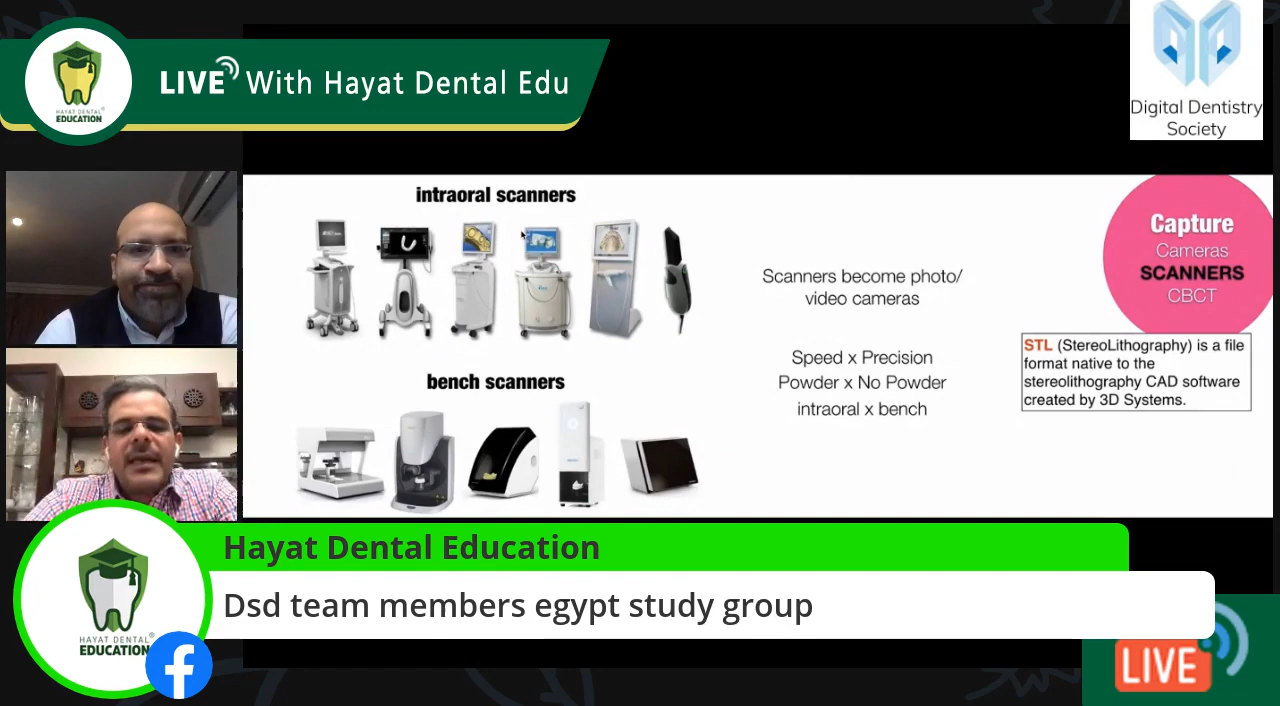 LIVE With Hayat Dental Edu
HAYAT DENTAL®
EDUCATION
Digital Dentistry
Society
intraoral scanners
bench scanners
Scanners become photo/
video cameras
Speed x Precision
Powder x No Powder
intraoral x bench
Capture
Cameras
SCANNERS
CBCT
STL (StereoLithography) is a file
format native to the
stereolithography CAD software
created by 3D Systems.
Hayat Dental Education
Dsd team members egypt study group
HAYAT DENTAL®
EDUCATION
LIVE